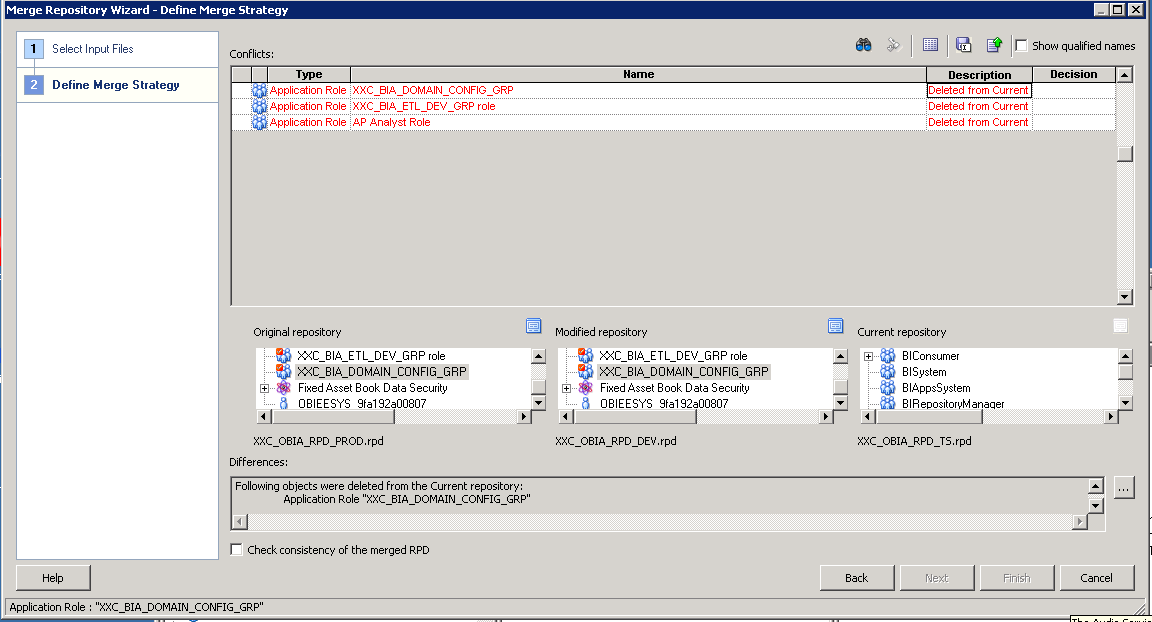 Merge Repository Wizard - Define Merge Strategy
1 Select Input Files
2 Define Merge Strategy
Conflicts:
Show qualified names
Type Name Description Decision
Application Role XXC_BIA_DOMAIN_CONFIG_GRP Deleted from Current
Application Role XXC_BIA_ETL_DEV_GRP role Deleted from Current
Application Role AP Analyst Role Deleted from Current
Original repository Modified repository Current repository
XXC_BIA_ETL_DEV_GRP role XXC_BIA_ETL_DEV_GRP role BIConsumer
XXC_BIA_DOMAIN_CONFIG_GRP XXC_BIA_DOMAIN_CONFIG_GRP BISystem
Fixed Asset Book Data Security Fixed Asset Book Data Security BIAppsSystem
OBIEESYS_9fa192a00807 OBIEESYS_9fa192a00807 BIRepositoryManager
XXC_OBIA_RPD_PROD.rpd XXC_OBIA_RPD_DEV.rpd XXC_OBIA_RPD_TS.rpd
Differences:
Following objects were deleted from the Current repository:
Application Role "XXC_BIA_DOMAIN_CONFIG_GRP"
...
Check consistency of the merged RPD
Help Back Next Finish Cancel
Application Role : "XXC_BIA_DOMAIN_CONFIG_GRP"